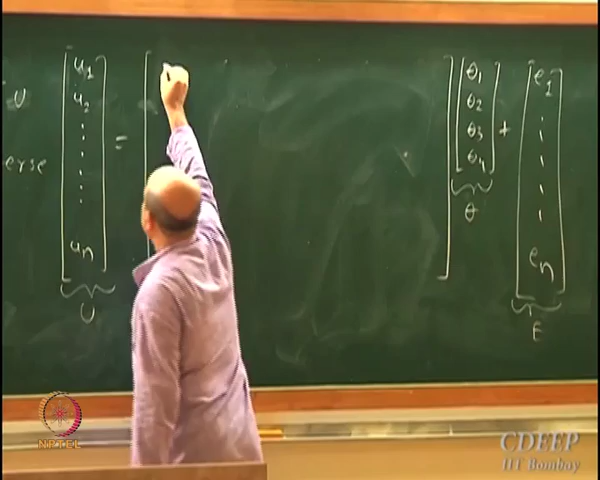 U
erse
u1
u2
un
U
=
θ1
θ2
θ3
θ4
θ
+
e1
en
E
NPTEL
CDEEP
IIT Bombay